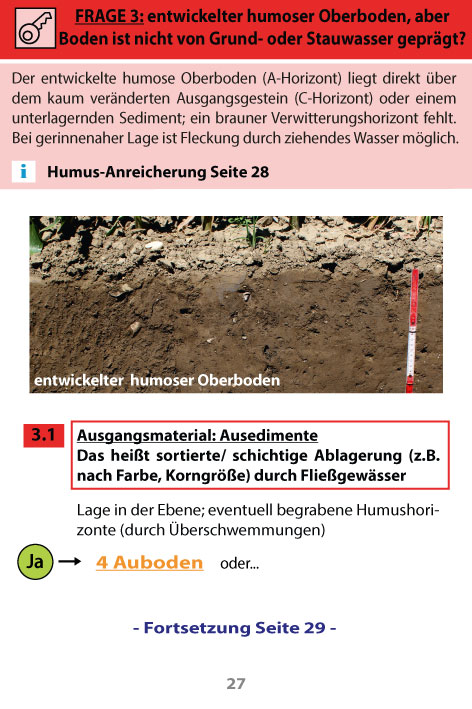 FRAGE 3: entwickelter humoser Oberboden, aber
Boden ist nicht von Grund- oder Stauwasser geprägt?
Der entwickelte humose Oberboden (A-Horizont) liegt direkt über
dem kaum veränderten Ausgangsgestein (C-Horizont) oder einem
unterlagernden Sediment; ein brauner Verwitterungshorizont fehlt.
Bei gerinnenaher Lage ist Fleckung durch ziehendes Wasser möglich.
i Humus-Anreicherung Seite 28
entwickelter humoser Oberboden
3.1 Ausgangsmaterial: Ausedimente
Das heißt sortierte/ schichtige Ablagerung (z.B.
nach Farbe, Korngröße) durch Fließgewässer
Lage in der Ebene; eventuell begrabene Humushori-
zonte (durch Überschwemmungen)
Ja → 4 Auboden oder...
- Fortsetzung Seite 29 -
27